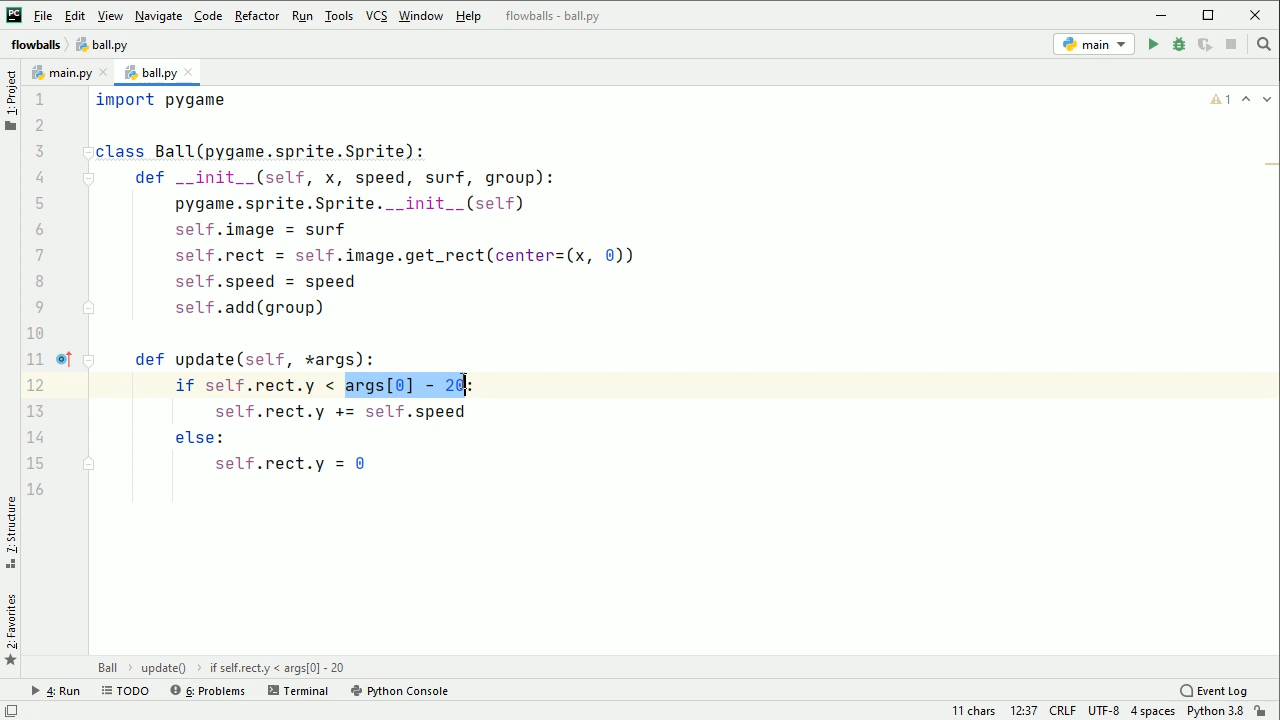 PC File Edit View Navigate Code Refactor Run Tools VCS Window Help flowballs - ball.py
flowballs ball.py main
main.py ball.py
1: Project
1 import pygame
1
2
3 class Ball(pygame.sprite.Sprite):
4 def __init__(self, x, speed, surf, group):
5 pygame.sprite.Sprite.__init__(self)
6 self.image = surf
7 self.rect = self.image.get_rect(center=(x, 0))
8 self.speed = speed
9 self.add(group)
10
11 def update(self, *args):
12 if self.rect.y < args[0] - 20:
13 self.rect.y += self.speed
14 else:
15 self.rect.y = 0
16
7: Structure
2: Favorites
Ball update() if self.rect.y < args[0] - 20
4: Run TODO 6: Problems Terminal Python Console Event Log
11 chars 12:37 CRLF UTF-8 4 spaces Python 3.8